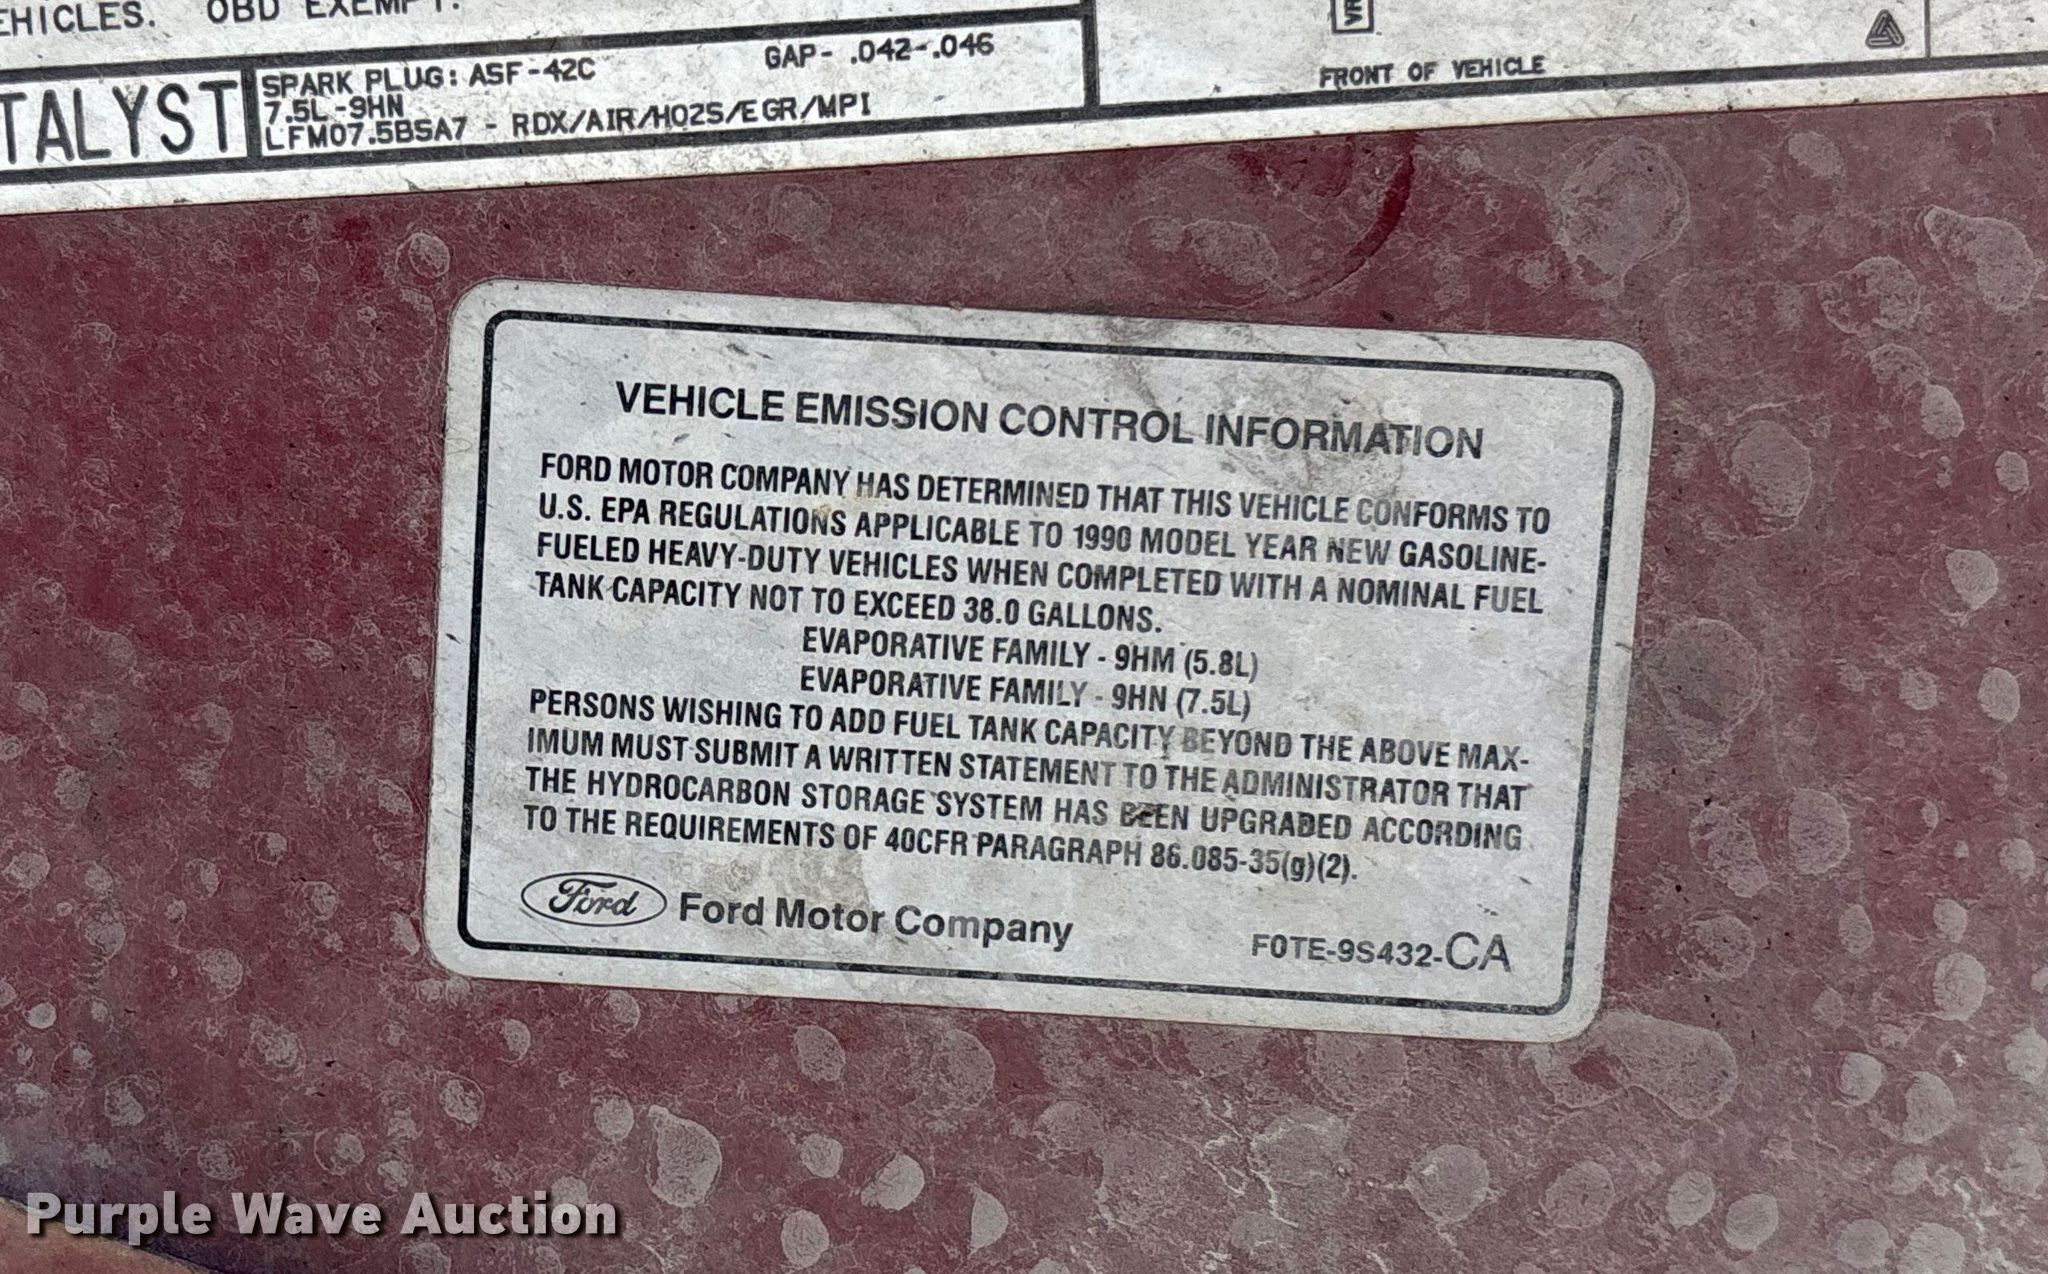 EHICLES. OBD EXEMPT.
TALYST
SPARK PLUG: ASF-42C GAP- .042-.046
7.5L-9HN
LFM07.5BSA7 - RDX/AIR/HO2S/EGR/MPI
FRONT OF VEHICLE
VEHICLE EMISSION CONTROL INFORMATION
FORD MOTOR COMPANY HAS DETERMINED THAT THIS VEHICLE CONFORMS TO
U.S. EPA REGULATIONS APPLICABLE TO 1990 MODEL YEAR NEW GASOLINE-
FUELED HEAVY-DUTY VEHICLES WHEN COMPLETED WITH A NOMINAL FUEL
TANK CAPACITY NOT TO EXCEED 38.0 GALLONS.
EVAPORATIVE FAMILY - 9HM (5.8L)
EVAPORATIVE FAMILY - 9HN (7.5L)
PERSONS WISHING TO ADD FUEL TANK CAPACITY BEYOND THE ABOVE MAX-
IMUM MUST SUBMIT A WRITTEN STATEMENT TO THE ADMINISTRATOR THAT
THE HYDROCARBON STORAGE SYSTEM HAS BEEN UPGRADED ACCORDING
TO THE REQUIREMENTS OF 40CFR PARAGRAPH 86.085-35(g)(2).
Ford Ford Motor Company
F0TE-9S432-CA
Purple Wave Auction